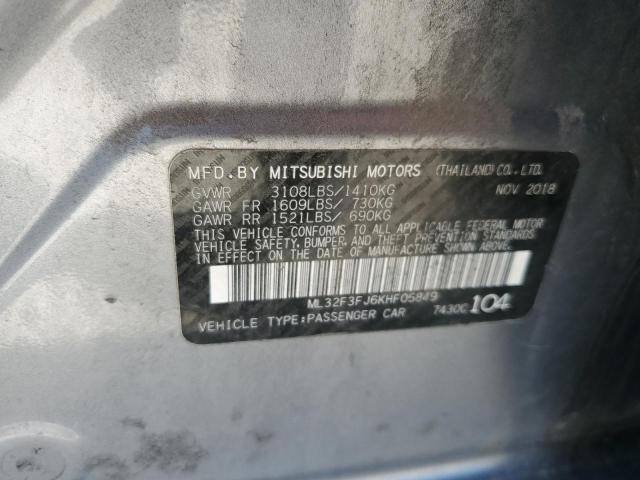 MFD. BY MITSUBISHI MOTORS (THAILAND) CO., LTD.
GVWR 3108LBS/1410KG NOV 2018
GAWR FR 1609LBS/ 730KG
GAWR RR 1521LBS/ 690KG
THIS VEHICLE CONFORMS TO ALL APPLICABLE FEDERAL MOTOR
VEHICLE SAFETY, BUMPER, AND THEFT PREVENTION STANDARDS
IN EFFECT ON THE DATE OF MANUFACTURE SHOWN ABOVE.
ML32F3FJ6KHF05849
VEHICLE TYPE:PASSENGER CAR 7430C 104